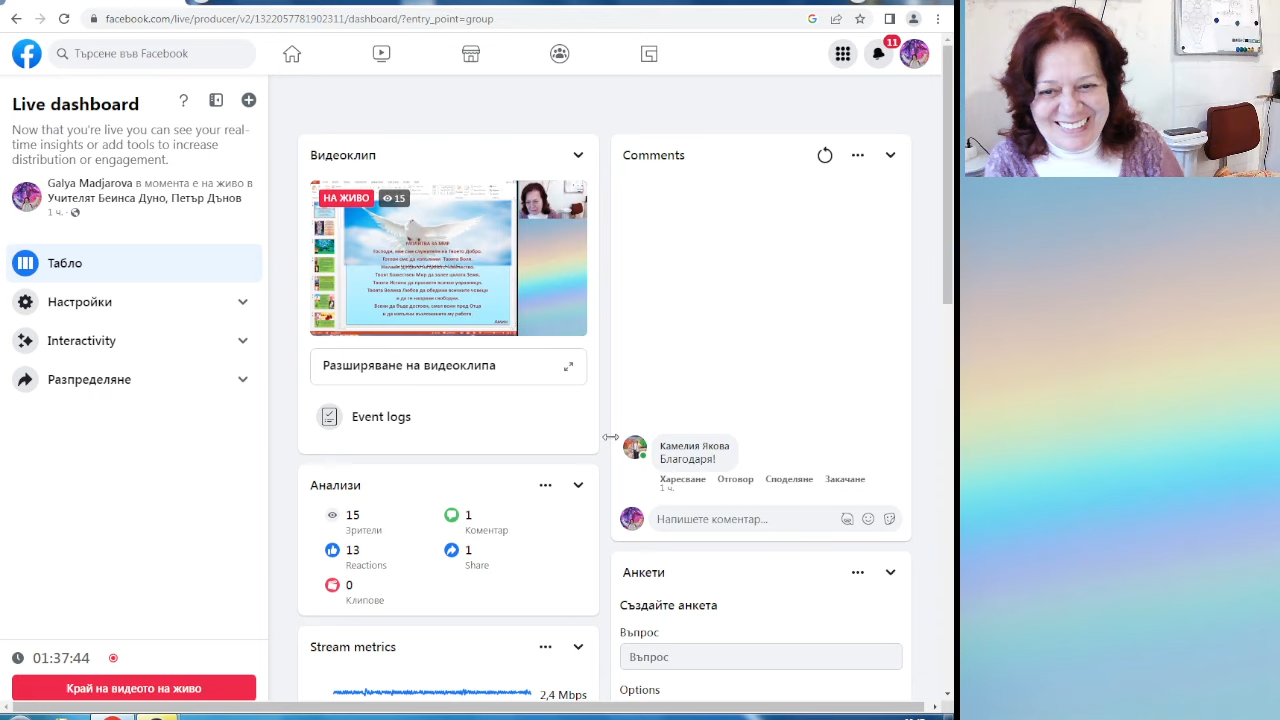 facebook.com/live/producer/v2/1322057781902311/dashboard/?entry_point=group
Търсене във Facebook
11
Live dashboard
Now that you're live you can see your real-
time insights or add tools to increase
distribution or engagement.
Galya Madjarova в момента е на живо в
Учителят Беинса Дуно, Петър Дънов
1 ч.
Табло
Настройки
Interactivity
Разпределяне
01:37:44
Край на видеото на живо
Видеоклип
НА ЖИВО
15
МОЛИТВА ЗА МИР
Разширяване на видеоклипа
Event logs
Анализи
15
Зрители
1
Коментар
13
Reactions
1
Share
0
Клипове
Stream metrics
2,4 Mbps
Comments
Камелия Якова
Благодаря!
Харесване Отговор Споделяне Закачане
1 ч.
Напишете коментар...
Анкети
Създайте анкета
Въпрос
Въпрос
Options